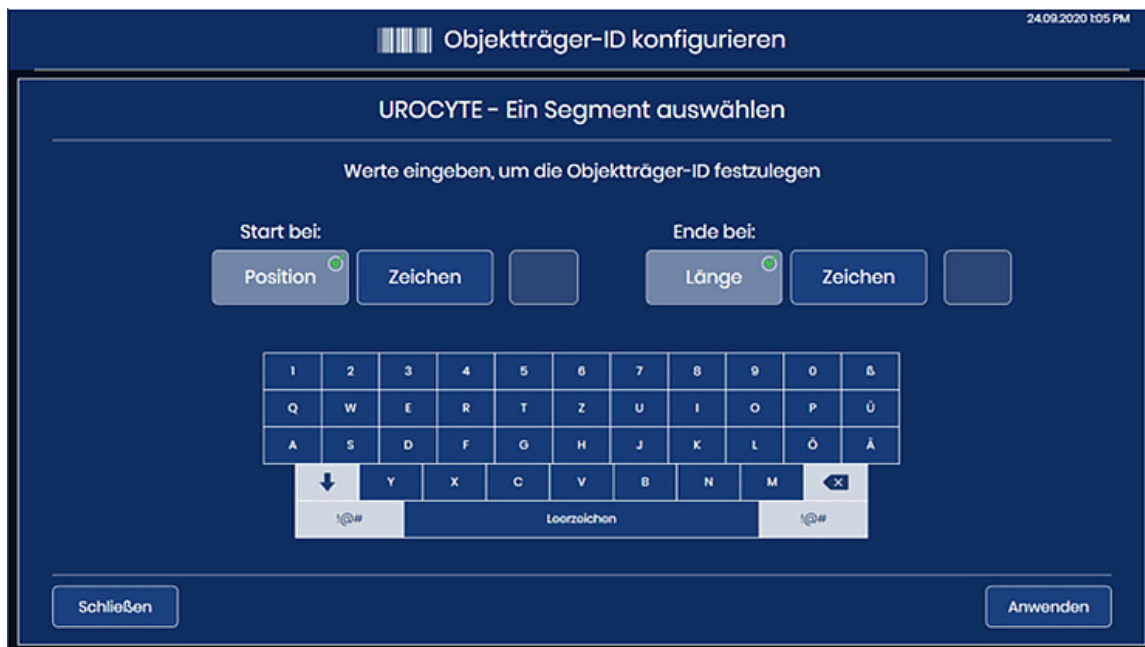 24.09.2020 1:05 PM
Objektträger-ID konfigurieren
UROCYTE - Ein Segment auswählen
Werte eingeben, um die Objektträger-ID festzulegen
Start bei: Ende bei:
Position Zeichen Länge Zeichen
1 2 3 4 5 6 7 8 9 0 ß
Q W E R T Z U I O P Ü
A S D F G H J K L Ö Ä
Y X C V B N M
!@# Leerzeichen !@#
Schließen Anwenden